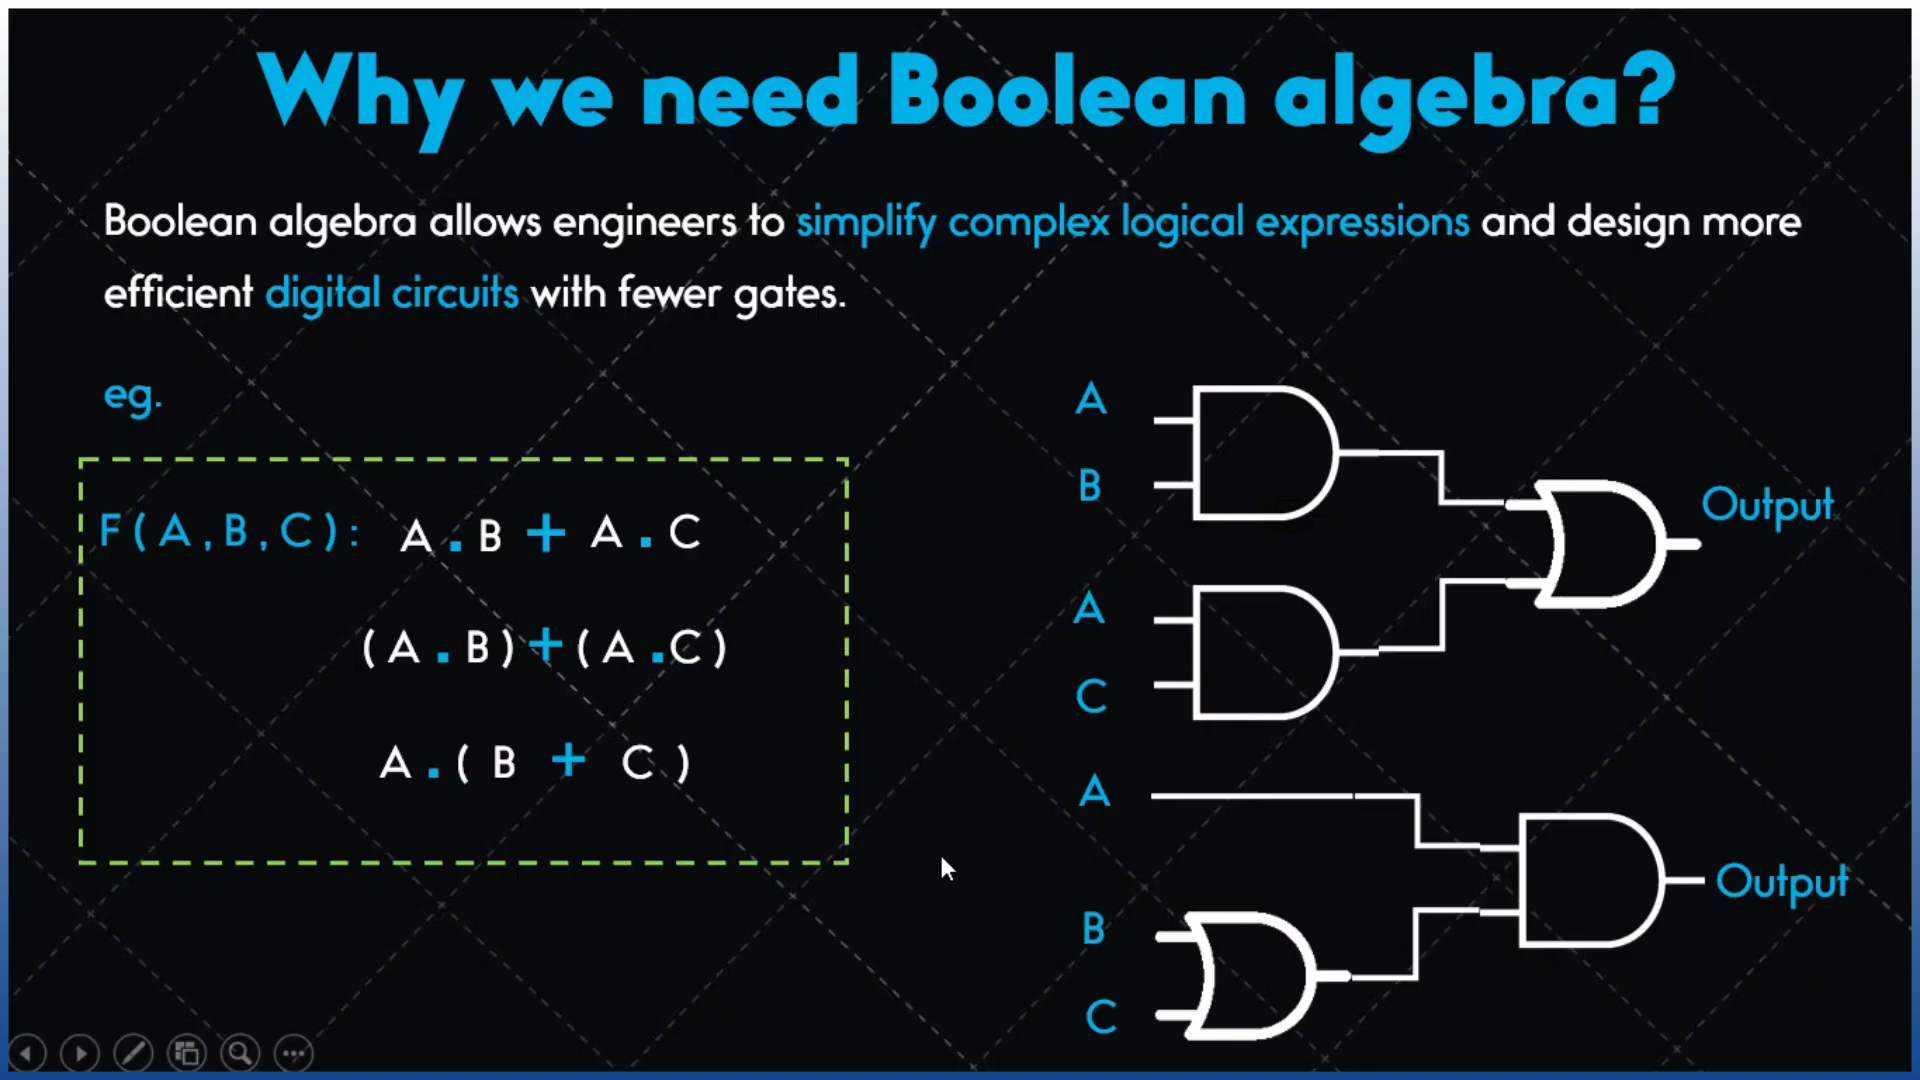 Why we need Boolean algebra?
Boolean algebra allows engineers to simplify complex logical expressions and design more
efficient digital circuits with fewer gates.
eg.
F(A,B,C): A . B + A . C
(A . B) + (A . C)
A . ( B + C )
A
B
Output
A
C
A
Output
B
C